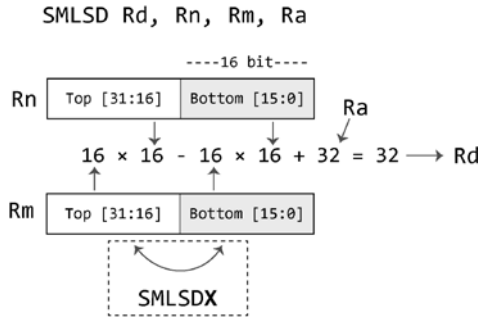 SMLSD Rd, Rn, Rm, Ra
----16 bit----
Rn Top [31:16] Bottom [15:0]
Ra
16 × 16 - 16 × 16 + 32 = 32 Rd
Rm Top [31:16] Bottom [15:0]
SMLSDX